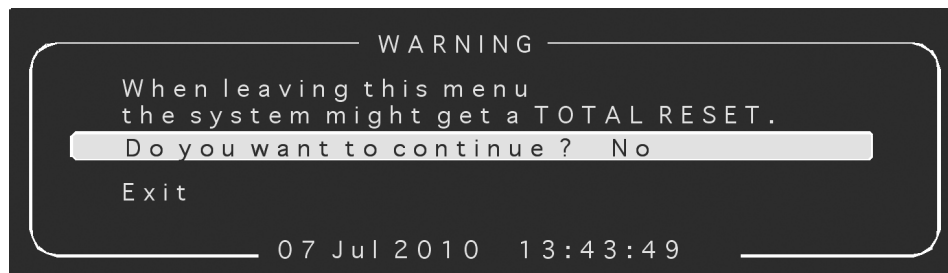 WARNING
When leaving this menu
the system might get a TOTAL RESET.
Do you want to continue ? No
Exit
07 Jul 2010 13:43:49